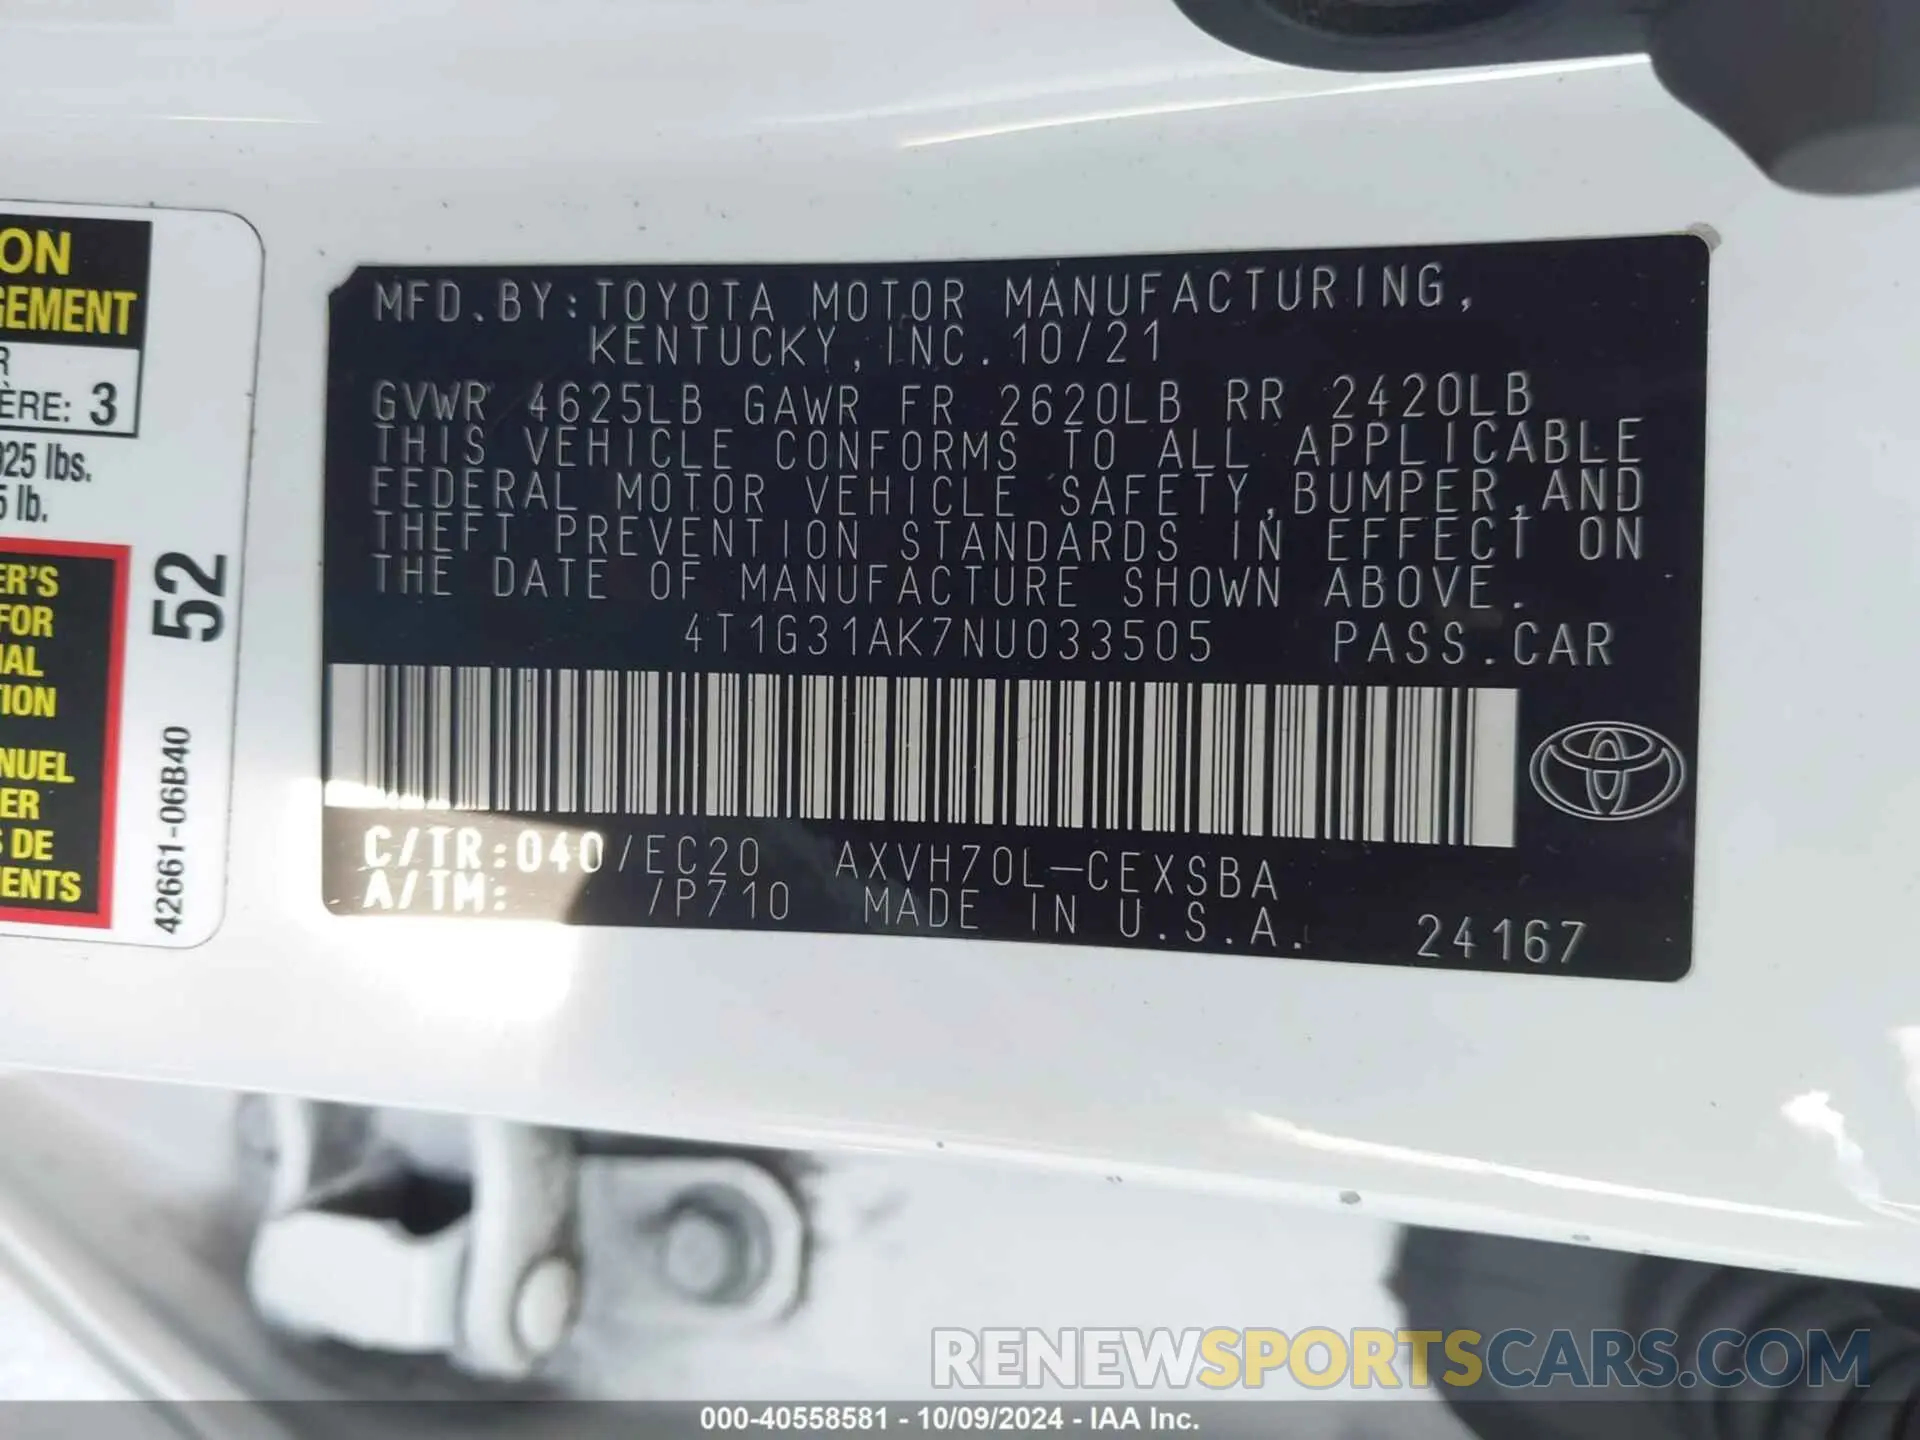 ON
GEMENT
R
ÈRE: 3
25 lbs.
5 lb.
ER'S
FOR
IAL
TION
NUEL
ER
S DE
ENTS
52
42661-06B40
MFD.BY:TOYOTA MOTOR MANUFACTURING,
KENTUCKY,INC.10/21
GVWR 4625LB GAWR FR 2620LB RR 2420LB
THIS VEHICLE CONFORMS TO ALL APPLICABLE
FEDERAL MOTOR VEHICLE SAFETY,BUMPER,AND
THEFT PREVENTION STANDARDS IN EFFECT ON
THE DATE OF MANUFACTURE SHOWN ABOVE.
4T1G31AK7NU033505 PASS.CAR
C/TR:040/EC20 AXVH70L-CEXSBA
A/TM: /P710 MADE IN U.S.A.
24167
RENEWSPORTSCARS.COM
000-40558581 - 10/09/2024 - IAA Inc.